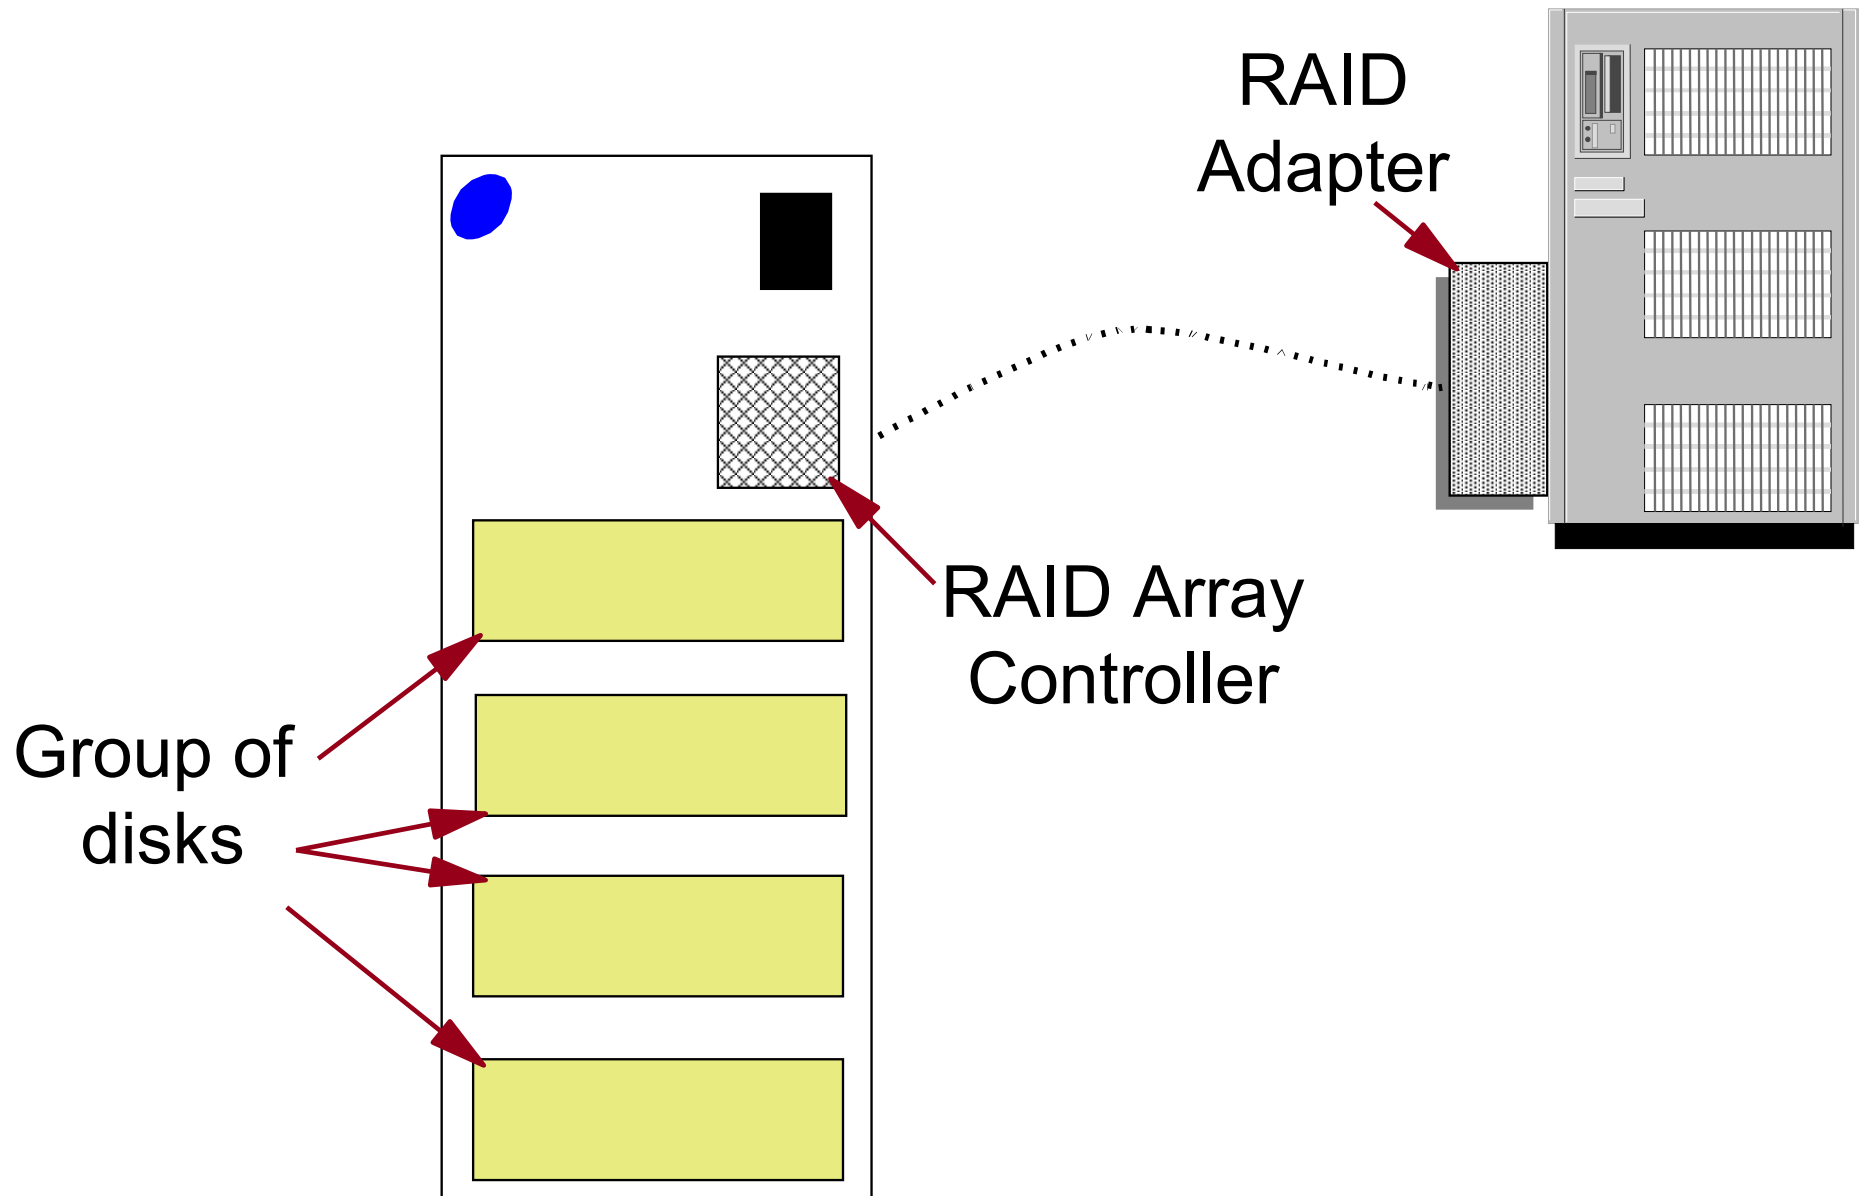 RAID
Adapter
RAID Array
Controller
Group of
disks